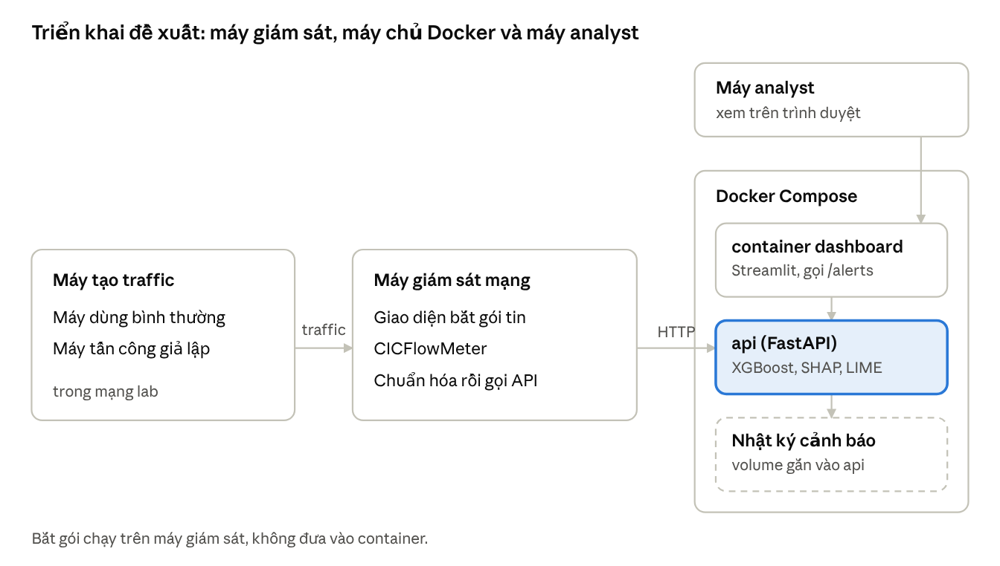 Triển khai đề xuất: máy giám sát, máy chủ Docker và máy analyst
Máy analyst
xem trên trình duyệt
Docker Compose
container dashboard
Streamlit, gọi /alerts
Máy tạo traffic
Máy dùng bình thường
Máy tấn công giả lập
trong mạng lab
traffic
Máy giám sát mạng
Giao diện bắt gói tin
CICFlowMeter
Chuẩn hóa rồi gọi API
HTTP
api (FastAPI)
XGBoost, SHAP, LIME
Nhật ký cảnh báo
volume gắn vào api
Bắt gói chạy trên máy giám sát, không đưa vào container.